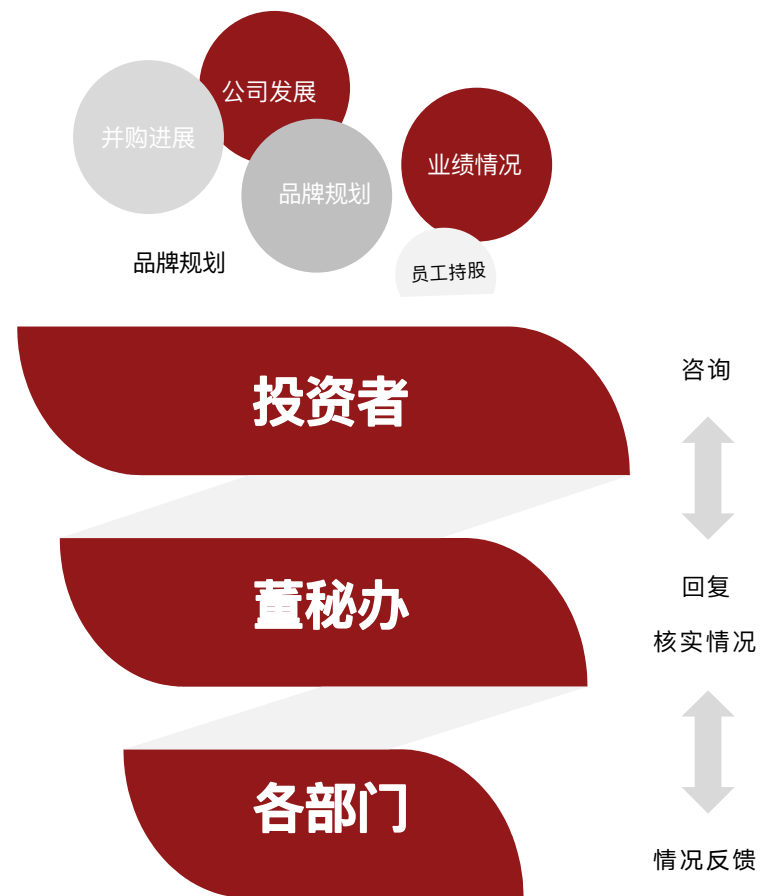 公司发展
并购进展
业绩情况
品牌规划
品牌规划
员工持股
投资者
咨询
董秘办
回复
核实情况
各部门
情况反馈